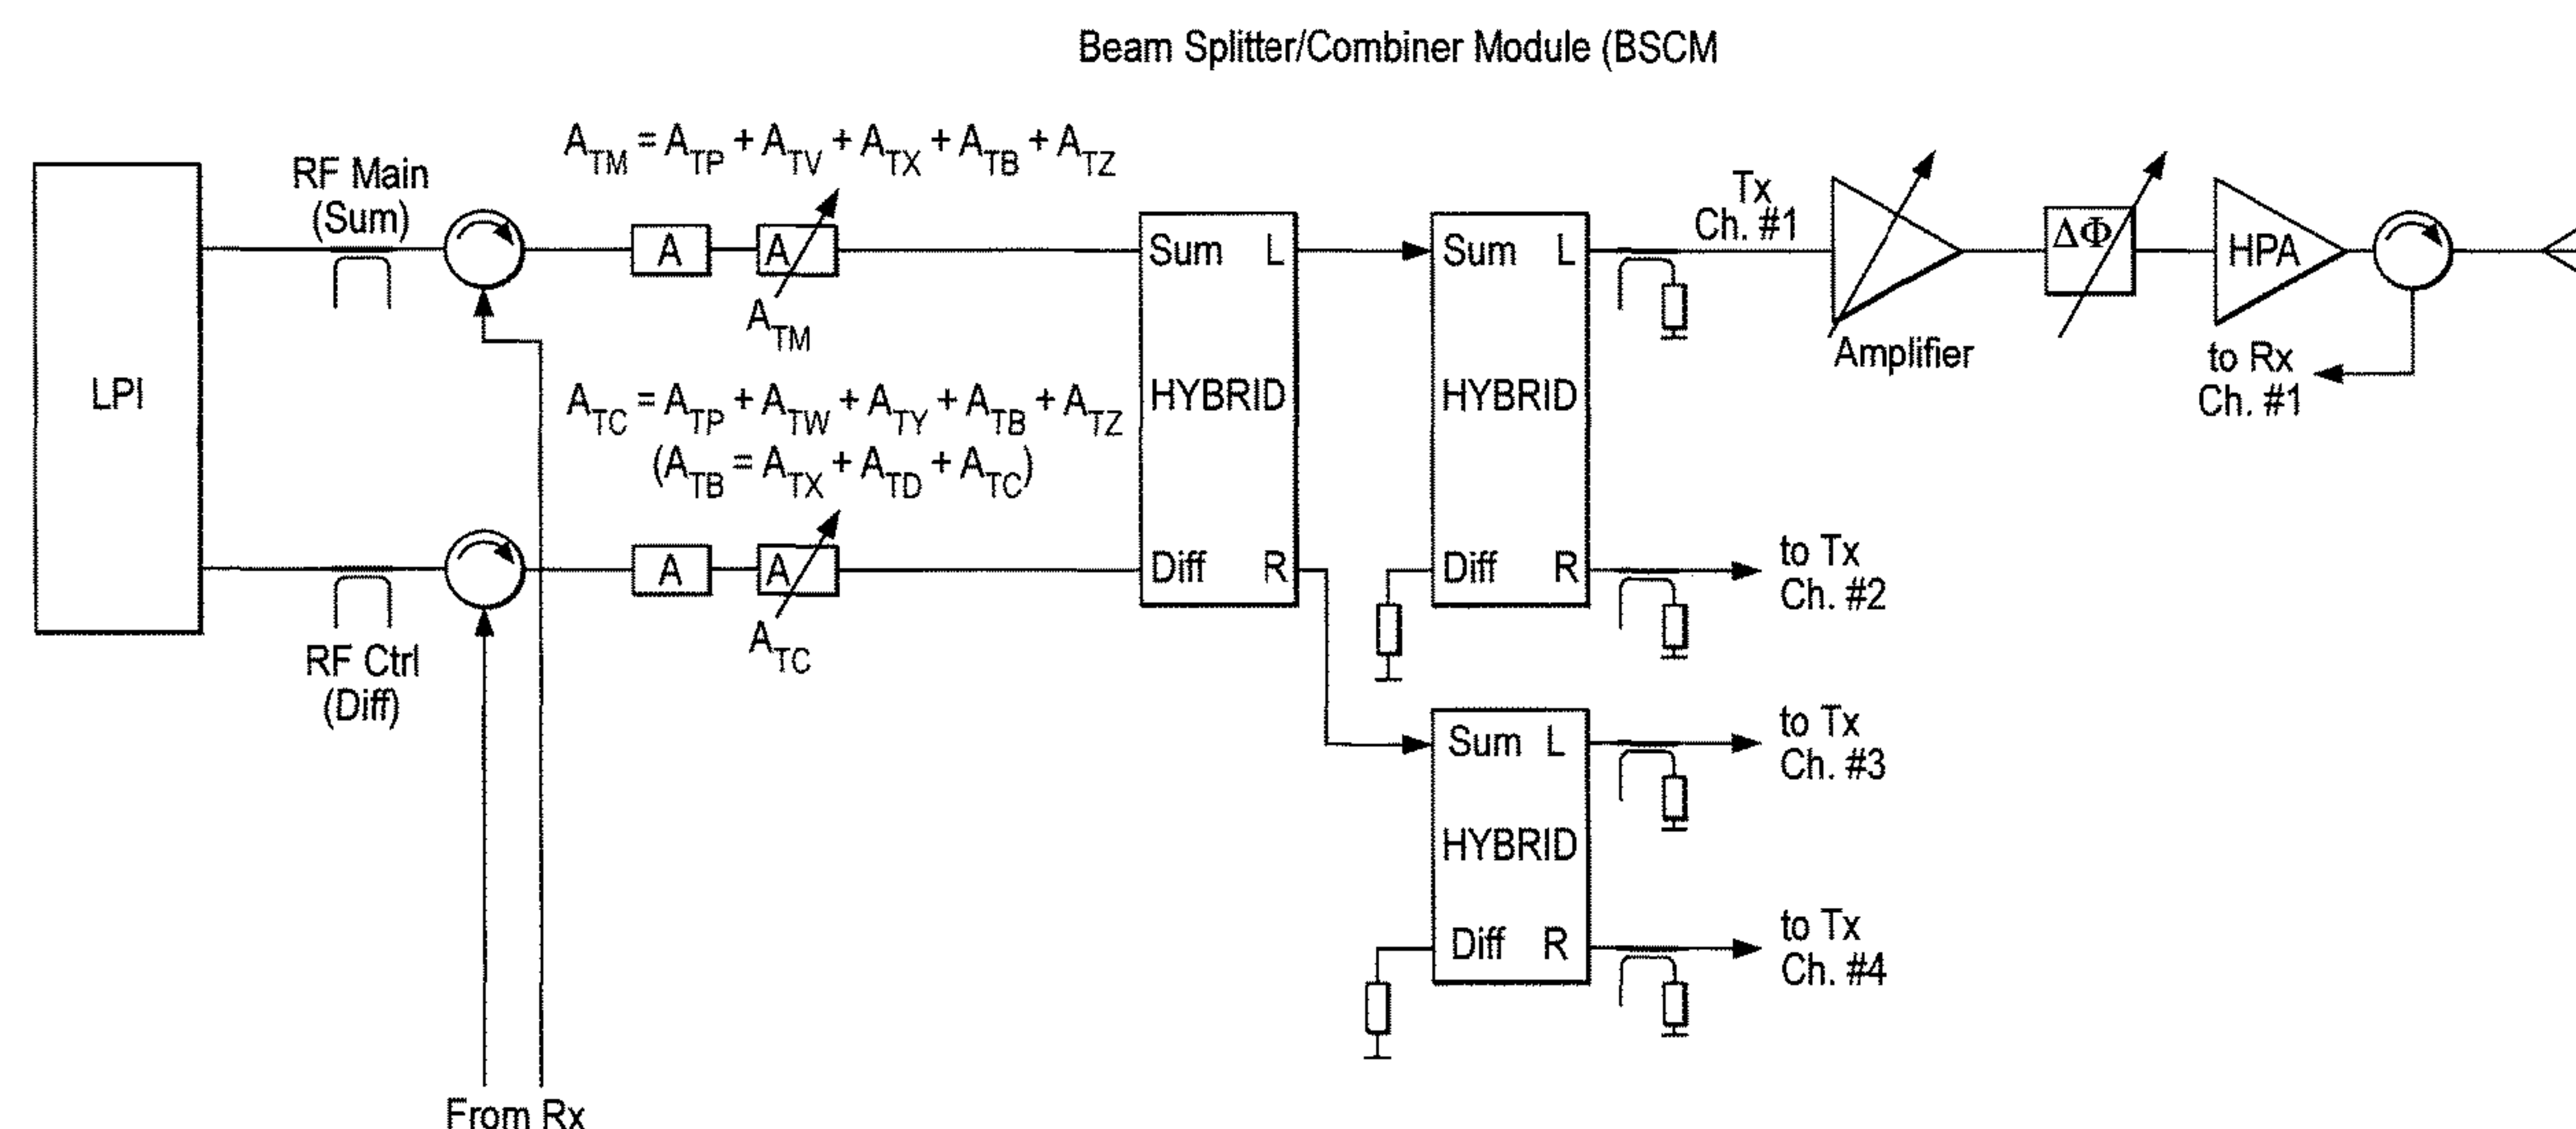 Beam Splitter/Combiner Module (BSCM
A_TM = A_TP + A_TV + A_TX + A_TB + A_TZ
RF Main
(Sum)
A
A
A_TM
LPI
A_TC = A_TP + A_TW + A_TY + A_TB + A_TZ
(A_TB = A_TX + A_TD + A_TC)
A
A
A_TC
RF Ctrl
(Diff)
From Rx
Sum L
HYBRID
Diff R
Sum L
HYBRID
Diff R
Sum L
HYBRID
Diff R
Tx
Ch. #1
Amplifier
ΔΦ
HPA
to Rx
Ch. #1
to Tx
Ch. #2
to Tx
Ch. #3
to Tx
Ch. #4